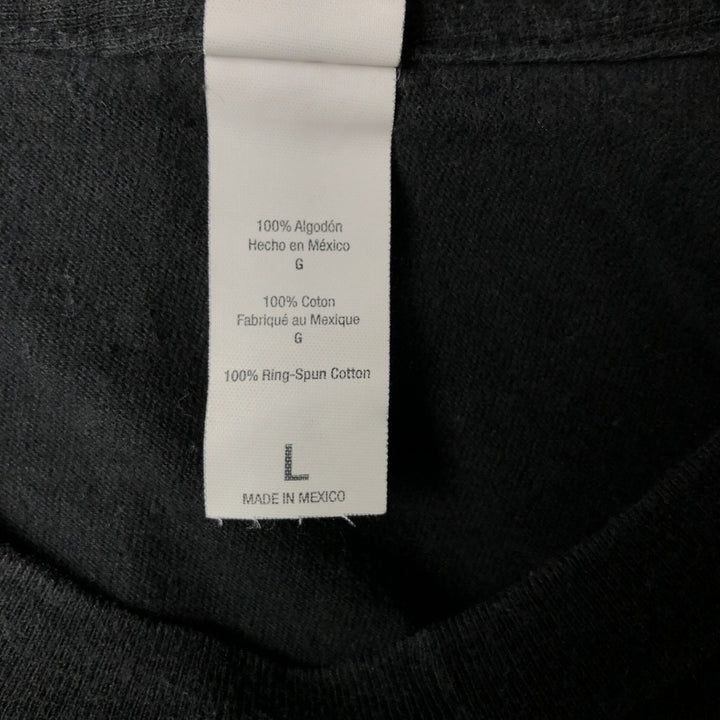 100% Algodón
Hecho en México
G
100% Coton
Fabriqué au Mexique
G
100% Ring-Spun Cotton
L
MADE IN MEXICO